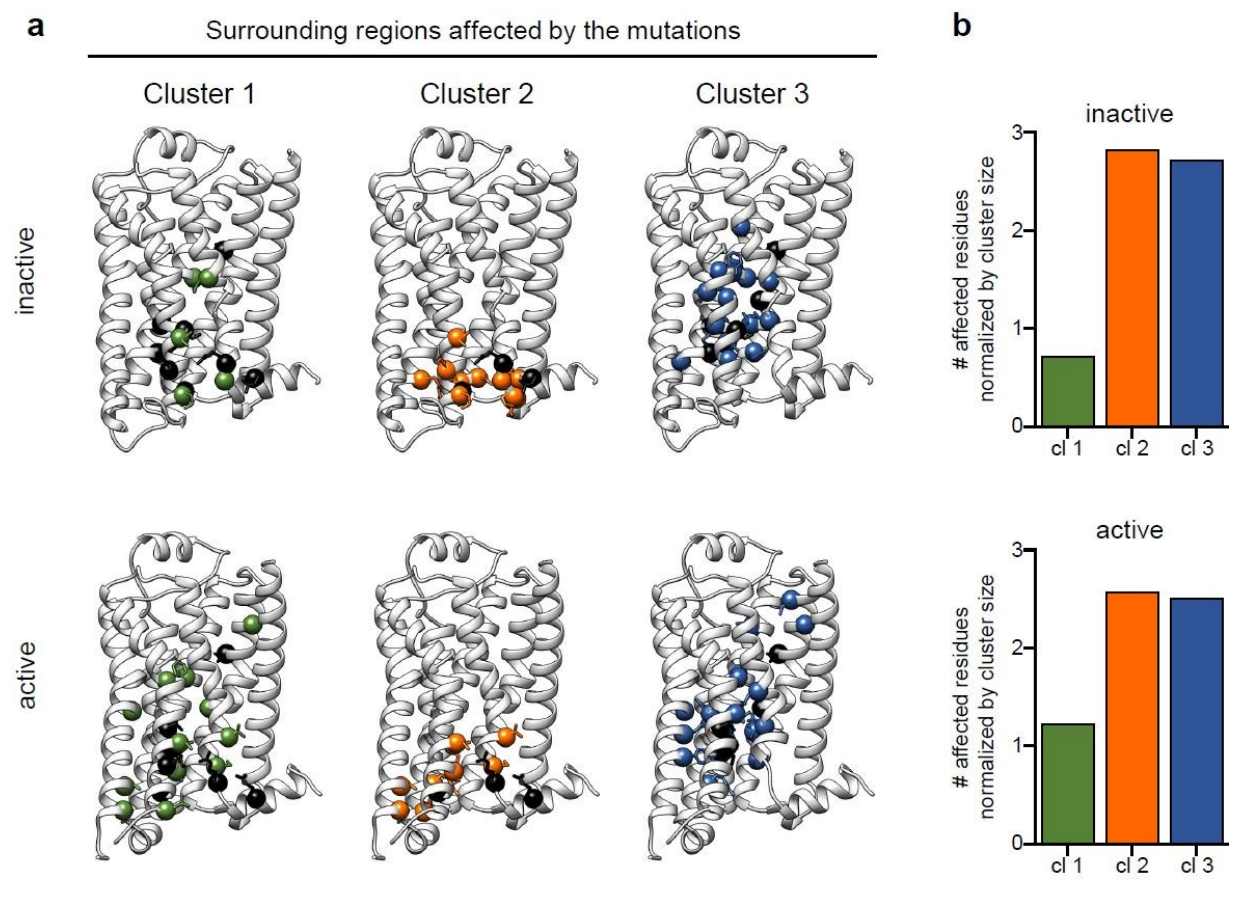 a
Surrounding regions affected by the mutations
Cluster 1
Cluster 2
Cluster 3
inactive
active
b
inactive
# affected residues
normalized by cluster size
3
2
1
0
cl 1
cl 2
cl 3
active
# affected residues
normalized by cluster size
3
2
1
0
cl 1
cl 2
cl 3